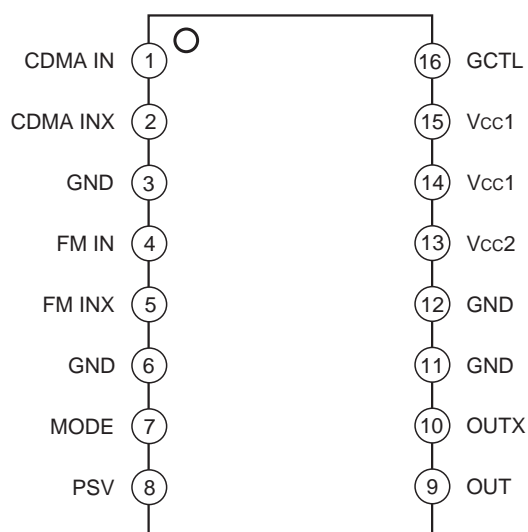 CDMA IN 1 16 GCTL
CDMA INX 2 15 Vcc1
GND 3 14 Vcc1
FM IN 4 13 Vcc2
FM INX 5 12 GND
GND 6 11 GND
MODE 7 10 OUTX
PSV 8 9 OUT